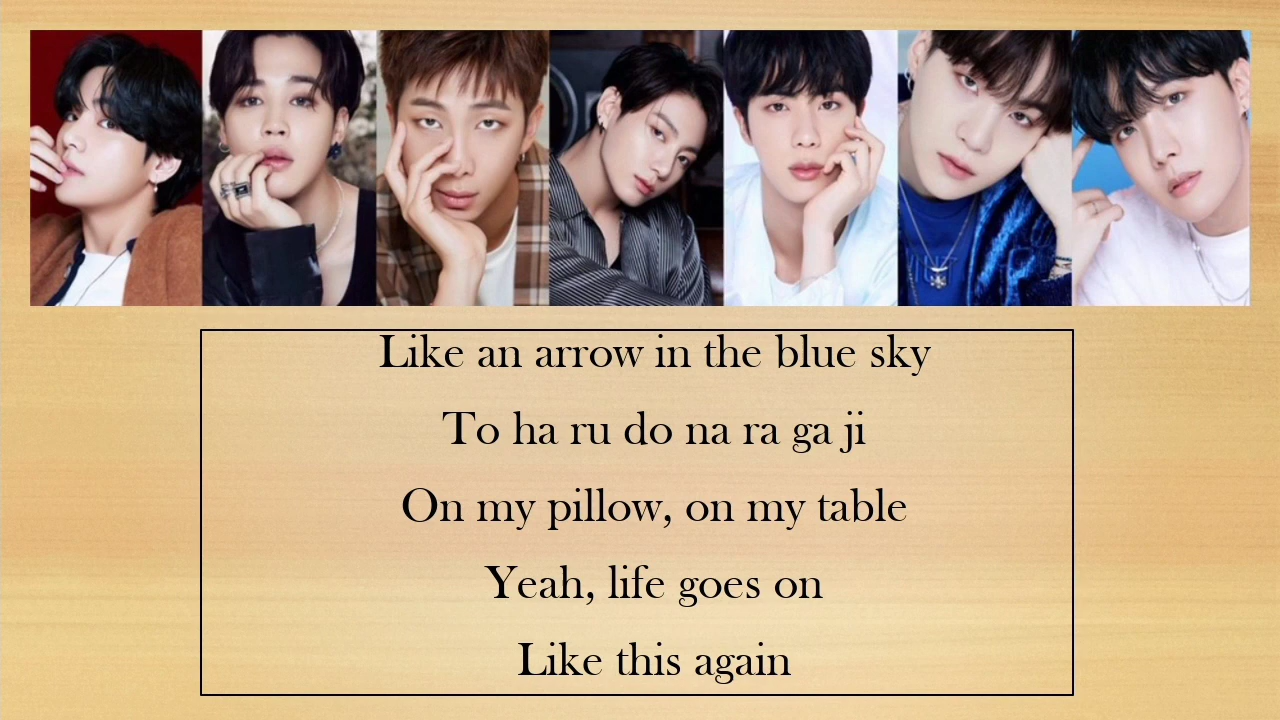 Like an arrow in the blue sky
To ha ru do na ra ga ji
On my pillow, on my table
Yeah, life goes on
Like this again